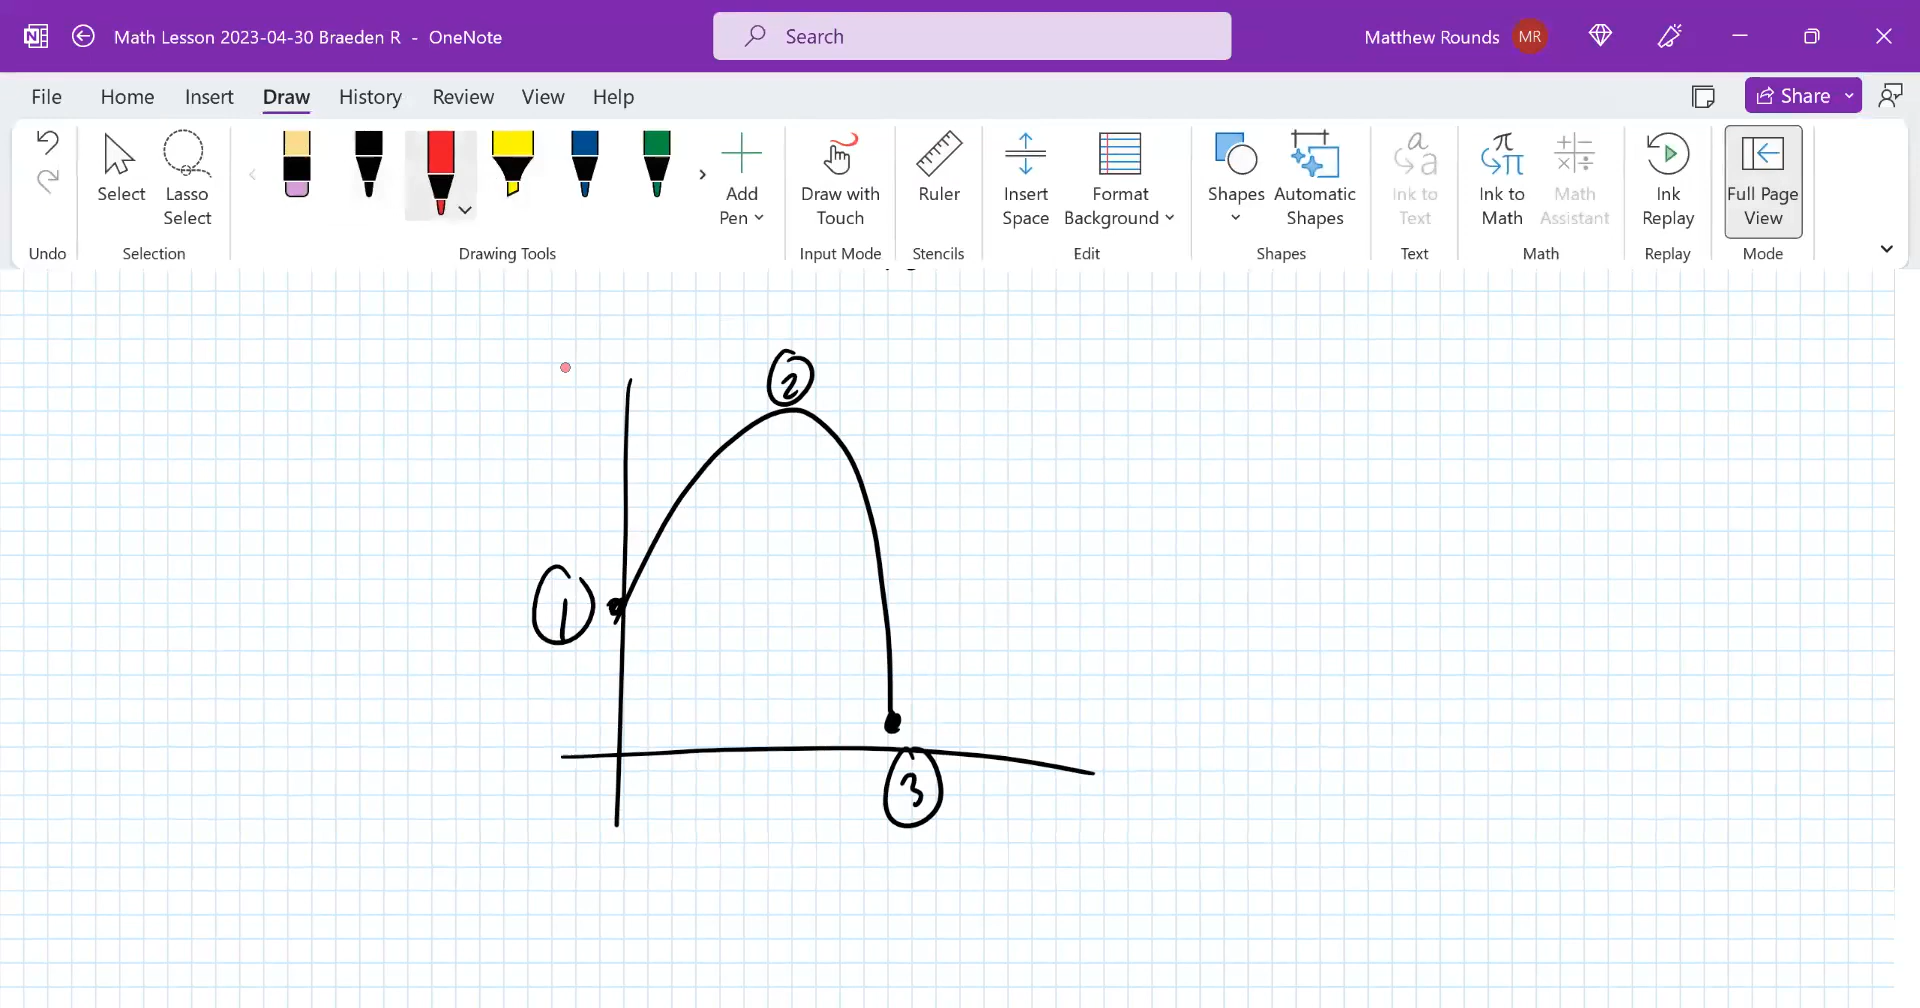 Math Lesson 2023-04-30 Braeden R - OneNote
Search
Matthew Rounds MR
File Home Insert Draw History Review View Help
Share
Select
Lasso Select
Add Pen
Draw with Touch
Ruler
Insert Space
Format Background
Shapes
Automatic Shapes
Ink to Text
Ink to Math
Math Assistant
Ink Replay
Full Page View
Undo Selection Drawing Tools Input Mode Stencils Edit Shapes Text Math Replay Mode
2
1
3